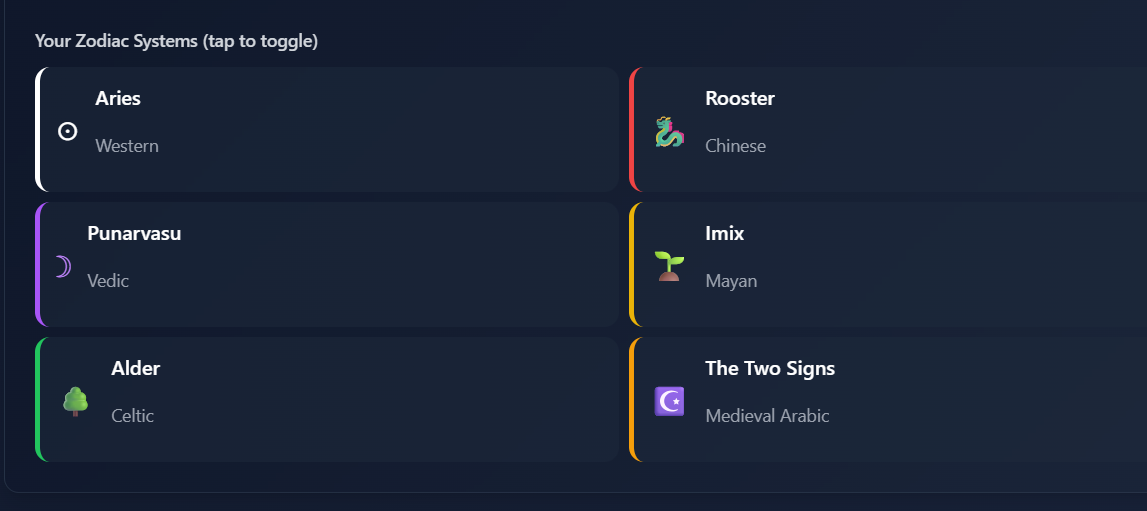 Your Zodiac Systems (tap to toggle)
Aries
Western
Rooster
Chinese
Punarvasu
Vedic
Imix
Mayan
Alder
Celtic
The Two Signs
Medieval Arabic